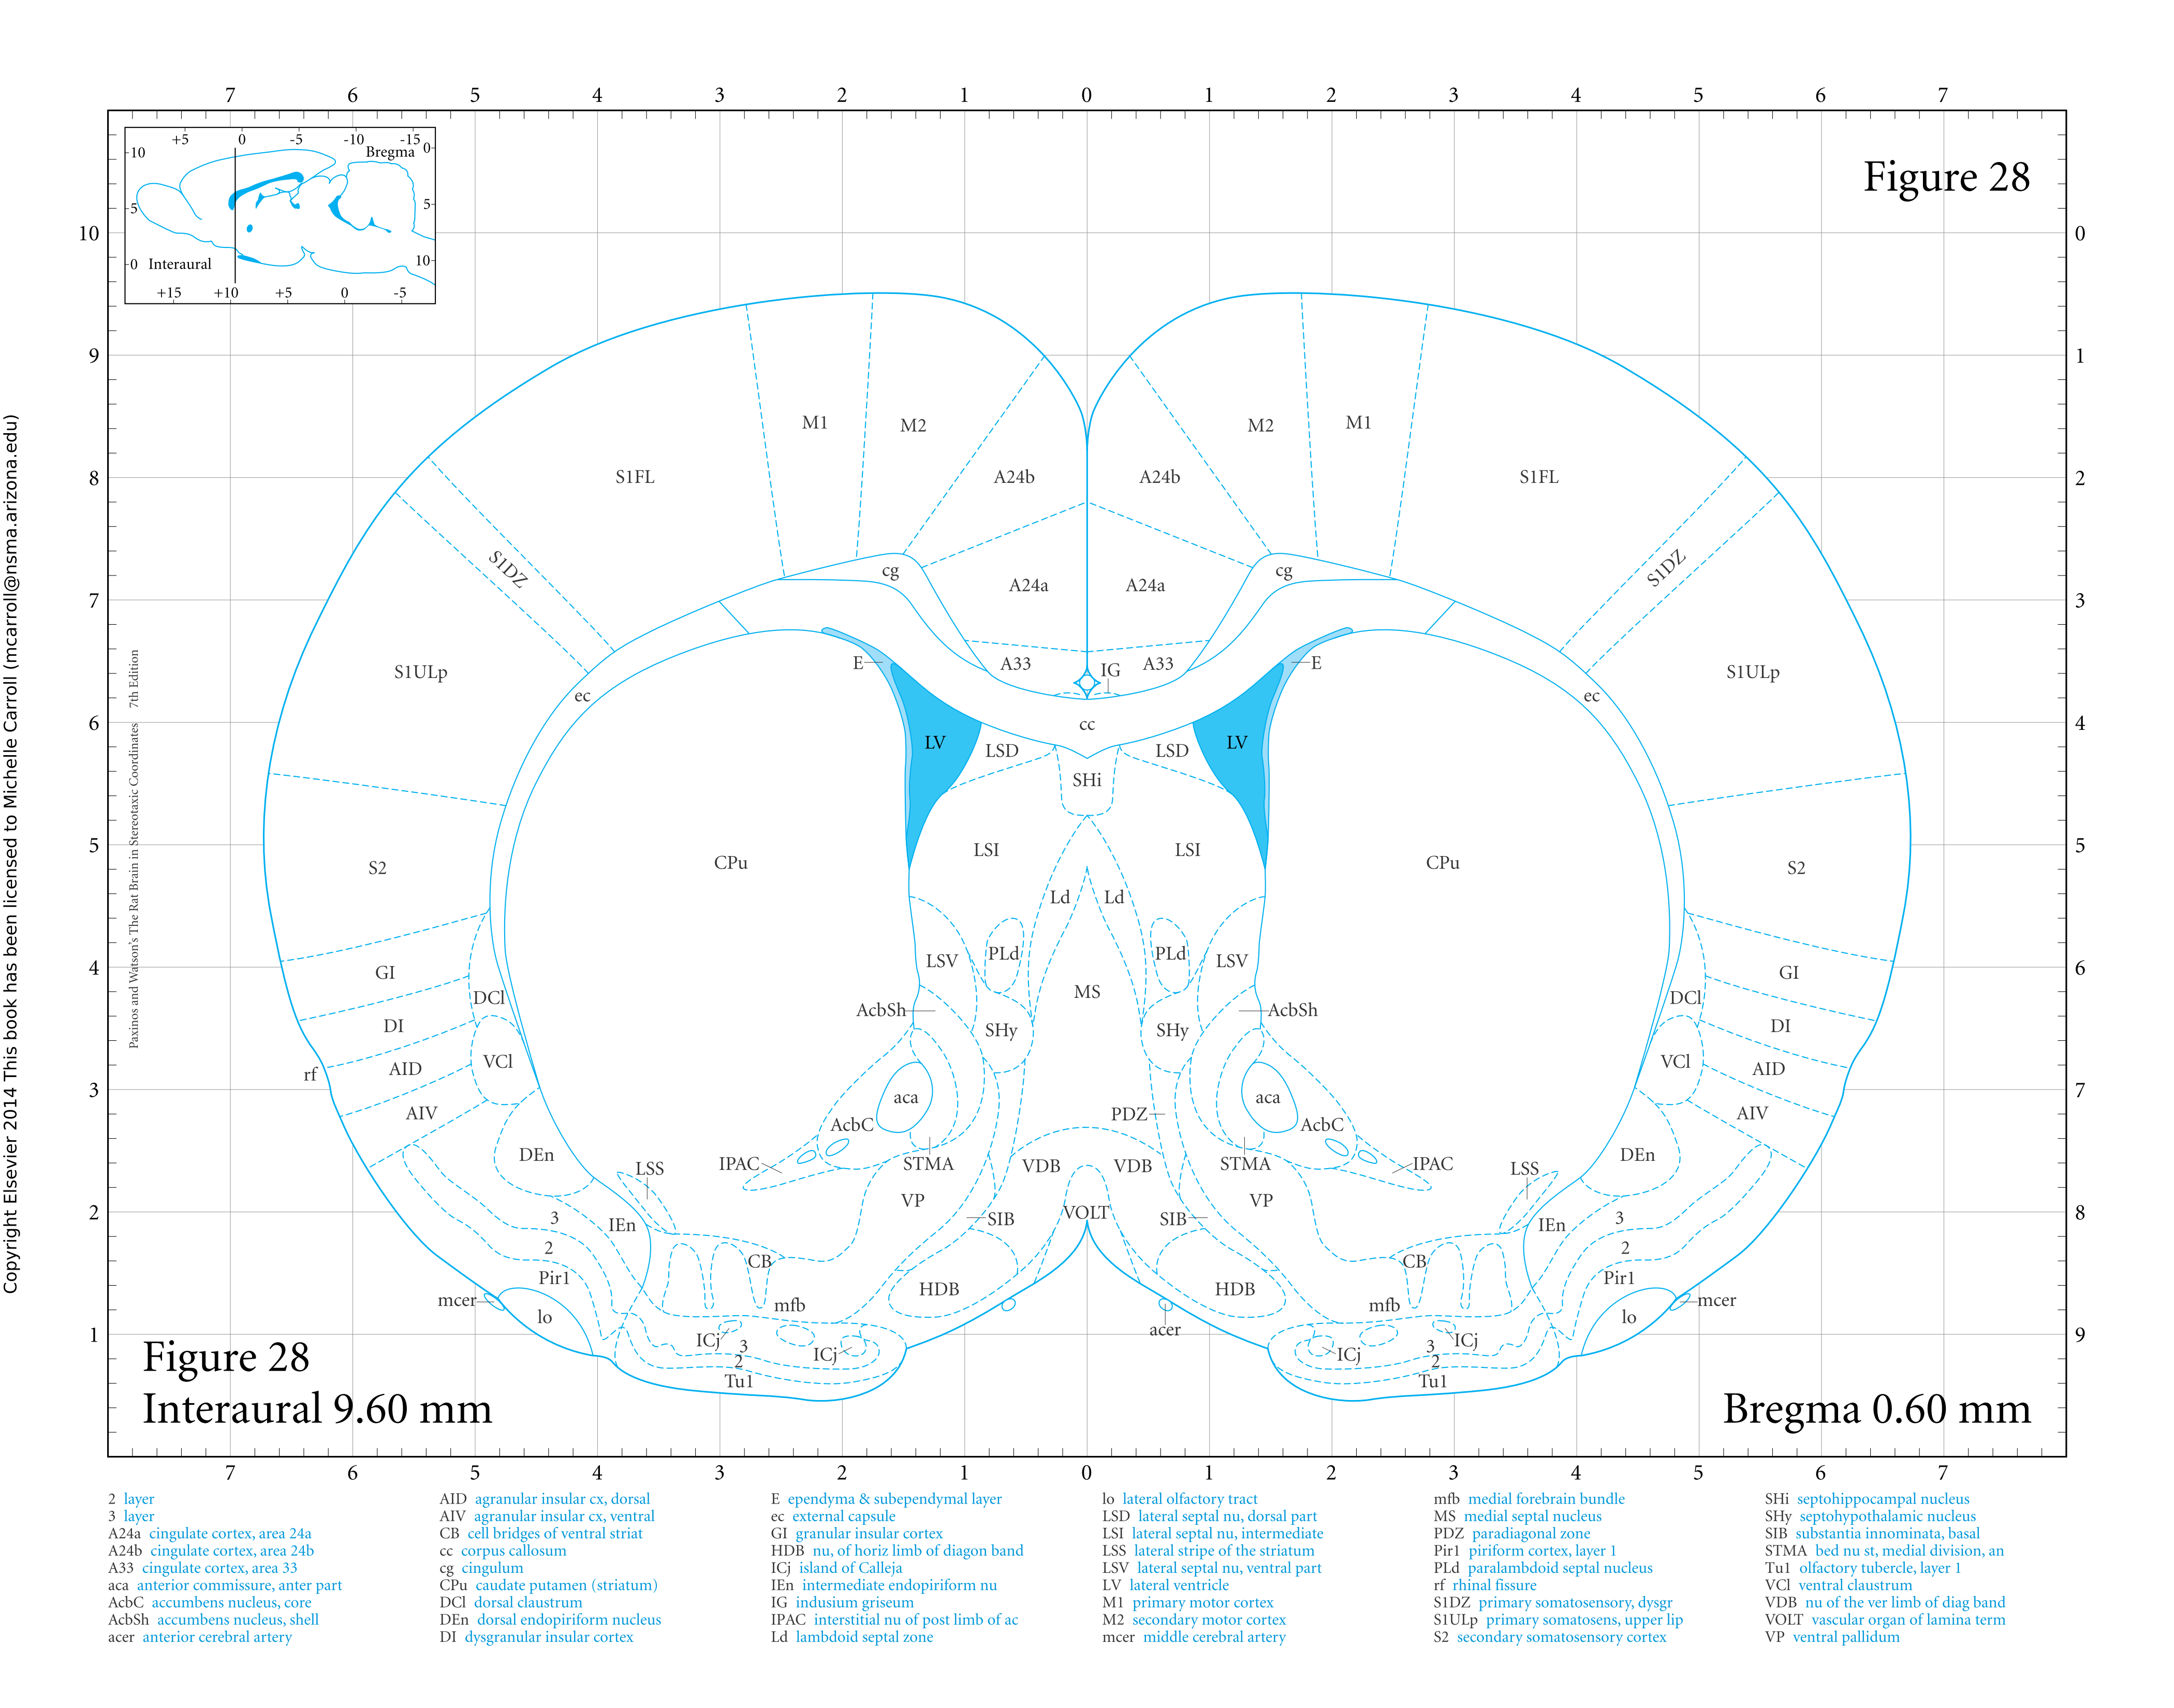 7 6 5 4 3 2 1 0 1 2 3 4 5 6 7
+5 0 -5 -10 -15
Bregma
0
10
5
5
0 Interaural
10
+15 +10 +5 0 -5
Figure 28
10 0
9 1
8 2
7 3
6 4
5 5
4 6
3 7
2 8
1 9
M1 M2 M2 M1
S1FL A24b A24b S1FL
S1DZ cg A24a A24a cg S1DZ
S1ULp E A33 IG A33 E S1ULp
ec ec
cc
LV LSD LSD LV
SHi
S2 CPu LSI LSI CPu S2
Ld Ld
GI LSV PLd PLd LSV GI
MS
DCl DCl
AcbSh AcbSh
DI SHy SHy DI
VCl VCl
rf AID AID
aca aca
AIV AcbC PDZ AcbC AIV
DEn DEn
LSS IPAC STMA VDB VDB STMA IPAC LSS
VP VP
3 IEn SIB VOLT SIB IEn 3
2 2
CB CB
Pir1 HDB HDB Pir1
mcer mfb mfb mcer
lo acer lo
ICj ICj ICj ICj
3 3
2 2
Tu1 Tu1
Figure 28
Interaural 9.60 mm
Bregma 0.60 mm
7 6 5 4 3 2 1 0 1 2 3 4 5 6 7
Copyright Elsevier 2014 This book has been licensed to Michelle Carroll (mcarroll@nsma.arizona.edu)
Paxinos and Watson's The Rat Brain in Stereotaxic Coordinates 7th Edition
2 layer
3 layer
A24a cingulate cortex, area 24a
A24b cingulate cortex, area 24b
A33 cingulate cortex, area 33
aca anterior commissure, anter part
AcbC accumbens nucleus, core
AcbSh accumbens nucleus, shell
acer anterior cerebral artery
AID agranular insular cx, dorsal
AIV agranular insular cx, ventral
CB cell bridges of ventral striat
cc corpus callosum
cg cingulum
CPu caudate putamen (striatum)
DCl dorsal claustrum
DEn dorsal endopiriform nucleus
DI dysgranular insular cortex
E ependyma & subependymal layer
ec external capsule
GI granular insular cortex
HDB nu, of horiz limb of diagon band
ICj island of Calleja
IEn intermediate endopiriform nu
IG indusium griseum
IPAC interstitial nu of post limb of ac
Ld lambdoid septal zone
lo lateral olfactory tract
LSD lateral septal nu, dorsal part
LSI lateral septal nu, intermediate
LSS lateral stripe of the striatum
LSV lateral septal nu, ventral part
LV lateral ventricle
M1 primary motor cortex
M2 secondary motor cortex
mcer middle cerebral artery
mfb medial forebrain bundle
MS medial septal nucleus
PDZ paradiagonal zone
Pir1 piriform cortex, layer 1
PLd paralambdoid septal nucleus
rf rhinal fissure
S1DZ primary somatosensory, dysgr
S1ULp primary somatosens, upper lip
S2 secondary somatosensory cortex
SHi septohippocampal nucleus
SHy septohypothalamic nucleus
SIB substantia innominata, basal
STMA bed nu st, medial division, an
Tu1 olfactory tubercle, layer 1
VCl ventral claustrum
VDB nu of the ver limb of diag band
VOLT vascular organ of lamina term
VP ventral pallidum